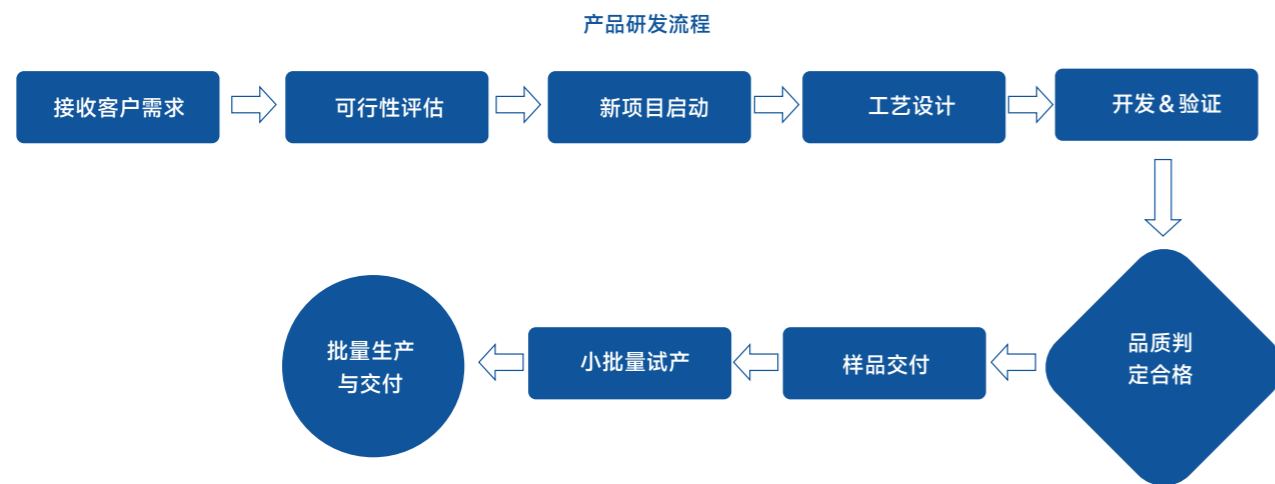 产品研发流程
接收客户需求
可行性评估
新项目启动
工艺设计
开发&验证
品质判
定合格
样品交付
小批量试产
批量生产
与交付